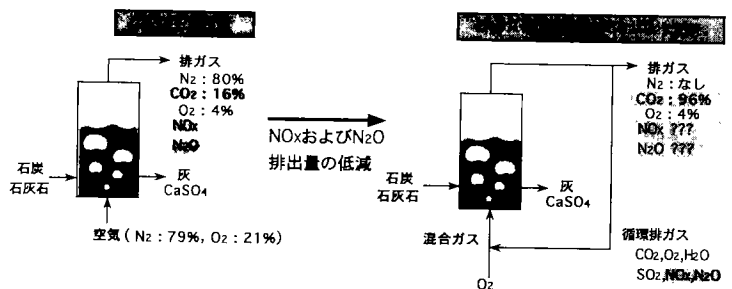 排ガス
N2 : 80%
CO2 : 16%
O2 : 4%
NOx
N2O
石炭
石灰石
灰
CaSO4
空気 ( N2 : 79%, O2 : 21% )
NOxおよびN2O
排出量の低減
排ガス
N2 : なし
CO2 : 96%
O2 : 4%
NOx ???
N2O ???
石炭
石灰石
灰
CaSO4
混合ガス
O2
循環排ガス
CO2,O2,H2O
SO2,NOx,N2O